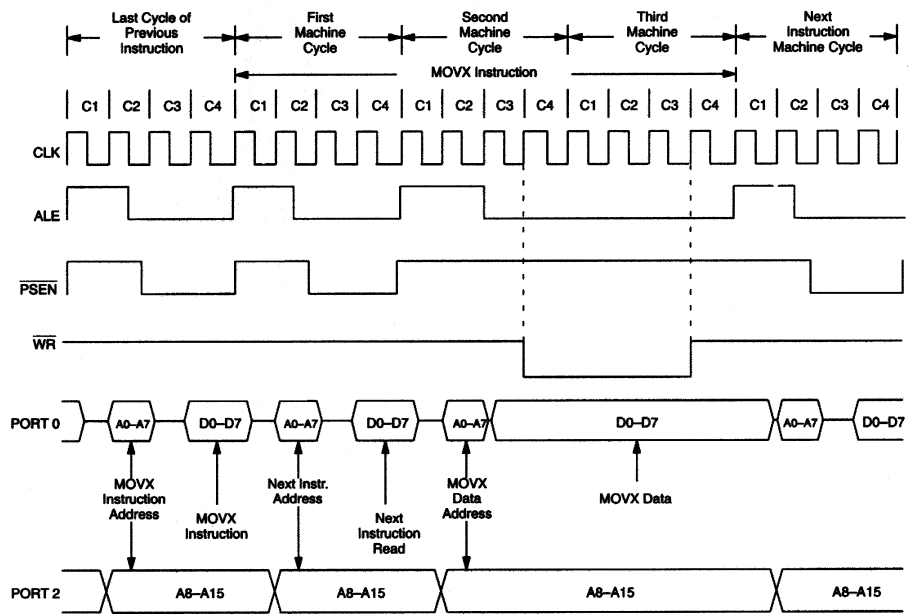 Last Cycle of
Previous
Instruction
First
Machine
Cycle
Second
Machine
Cycle
Third
Machine
Cycle
Next
Instruction
Machine Cycle
MOVX Instruction
C1 C2 C3 C4 C1 C2 C3 C4 C1 C2 C3 C4 C1 C2 C3 C4 C1 C2 C3 C4
CLK
ALE
PSEN
WR
PORT 0 A0–A7 D0–D7 A0–A7 D0–D7 A0–A7 D0–D7 A0–A7 D0–D7
MOVX
Instruction
Address
MOVX
Instruction
Next Instr.
Address
Next
Instruction
Read
MOVX
Data
Address
MOVX Data
PORT 2 A8–A15 A8–A15 A8–A15 A8–A15